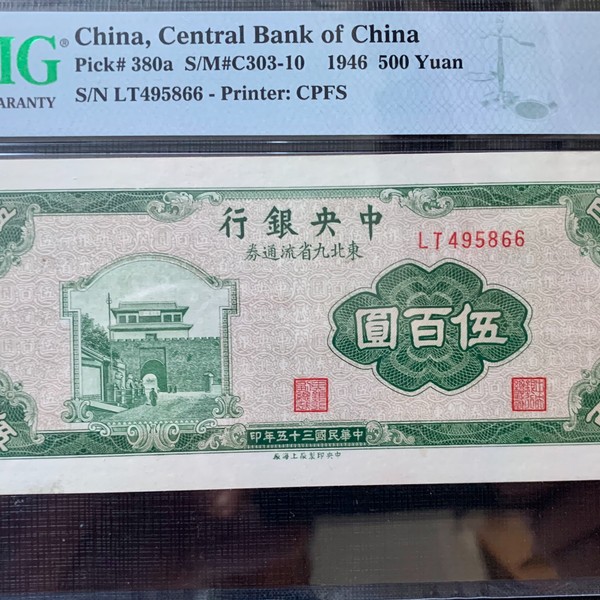 China, Central Bank of China
Pick# 380a S/M#C303-10 1946 500 Yuan
S/N LT495866 - Printer: CPFS
中央銀行
東北九省流通券
LT495866
伍百圓
中華民國三十五年印
中央印製廠上海廠